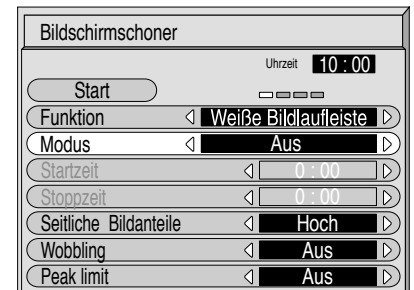 Bildschirmschoner
Uhrzeit 10 : 00
Start
Funktion Weiße Bildlaufleiste
Modus Aus
Startzeit 0 : 00
Stoppzeit 0 : 00
Seitliche Bildanteile Hoch
Wobbling Aus
Peak limit Aus